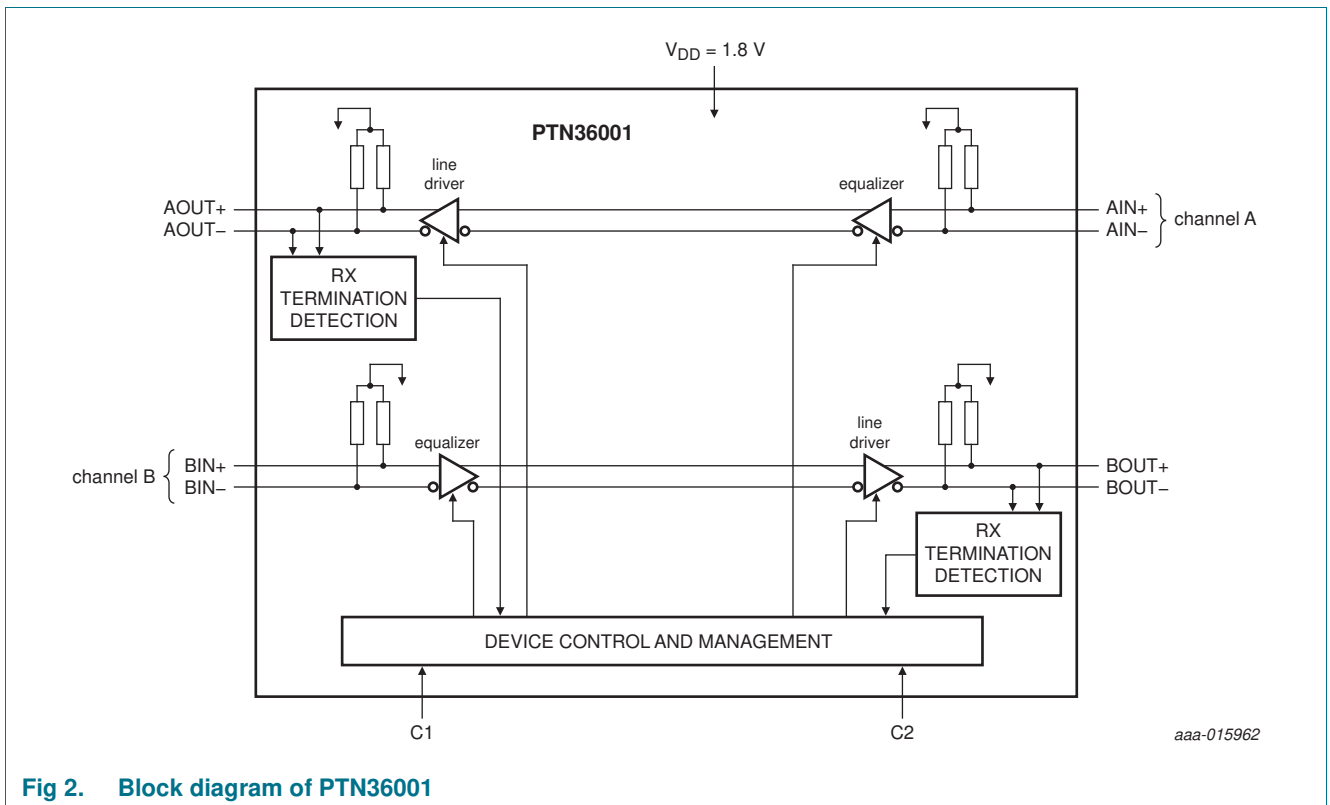 VDD = 1.8 V
PTN36001
line
driver
equalizer
AOUT+
AOUT−
AIN+
AIN−
channel A
RX
TERMINATION
DETECTION
equalizer
line
driver
channel B
BIN+
BIN−
BOUT+
BOUT−
RX
TERMINATION
DETECTION
DEVICE CONTROL AND MANAGEMENT
C1
C2
aaa-015962
Fig 2. Block diagram of PTN36001